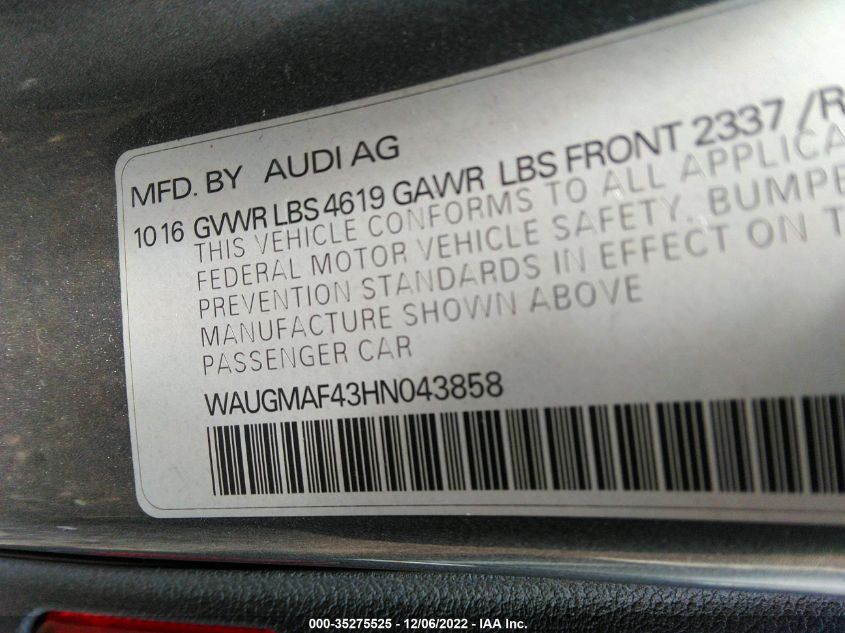 MFD. BY AUDI AG
10 16 GVWR LBS 4619 GAWR LBS FRONT 2337 /R
THIS VEHICLE CONFORMS TO ALL APPLICA
FEDERAL MOTOR VEHICLE SAFETY, BUMPE
PREVENTION STANDARDS IN EFFECT ON T
MANUFACTURE SHOWN ABOVE
PASSENGER CAR
WAUGMAF43HN043858
000-35275525 - 12/06/2022 - IAA Inc.